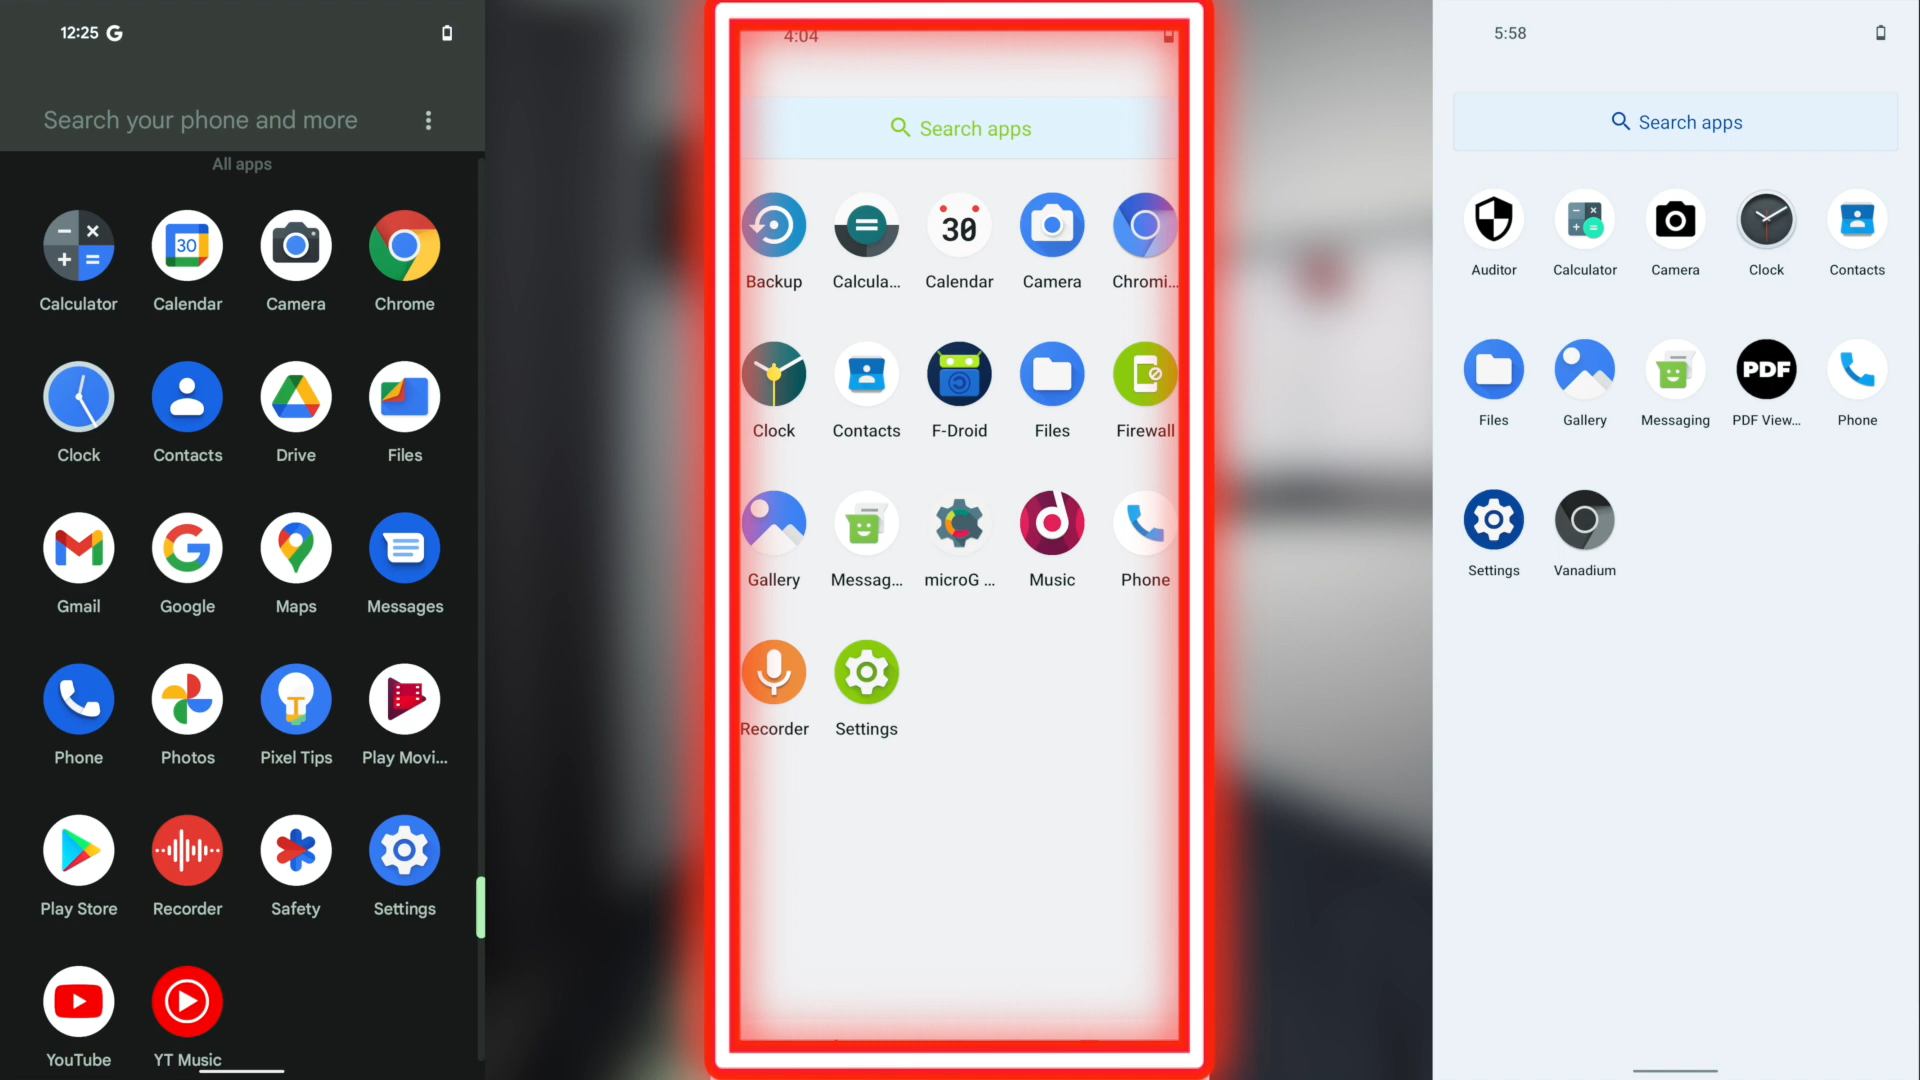 12:25
Search your phone and more
All apps
30
Calculator Calendar Camera Chrome
Clock Contacts Drive Files
Gmail Google Maps Messages
Phone Photos Pixel Tips Play Movi...
Play Store Recorder Safety Settings
YouTube YT Music
4:04
Search apps
30
Backup Calcula... Calendar Camera Chromi...
Clock Contacts F-Droid Files Firewall
Gallery Messag... microG ... Music Phone
Recorder Settings
5:58
Search apps
Auditor Calculator Camera Clock Contacts
PDF
Files Gallery Messaging PDF View... Phone
Settings Vanadium